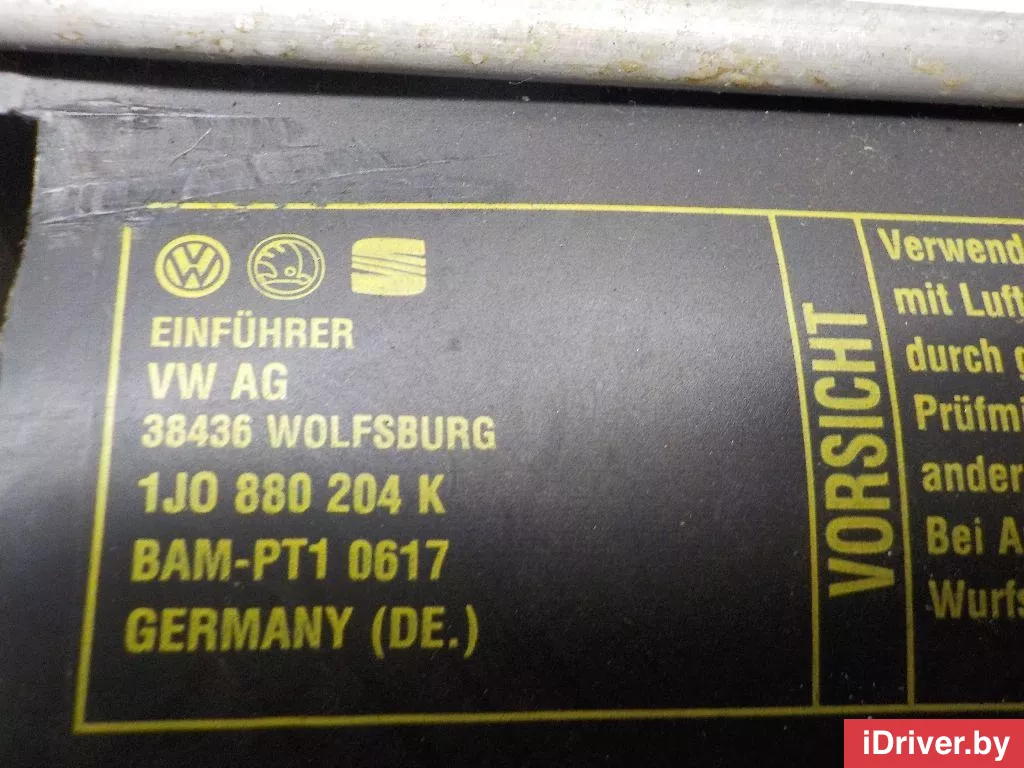 EINFÜHRER
VW AG
38436 WOLFSBURG
1J0 880 204 K
BAM-PT1 0617
GERMANY (DE.)
VORSICHT
Verwend
mit Luft
durch g
Prüfmi
ander
Bei A
Wurfs
iDriver.by